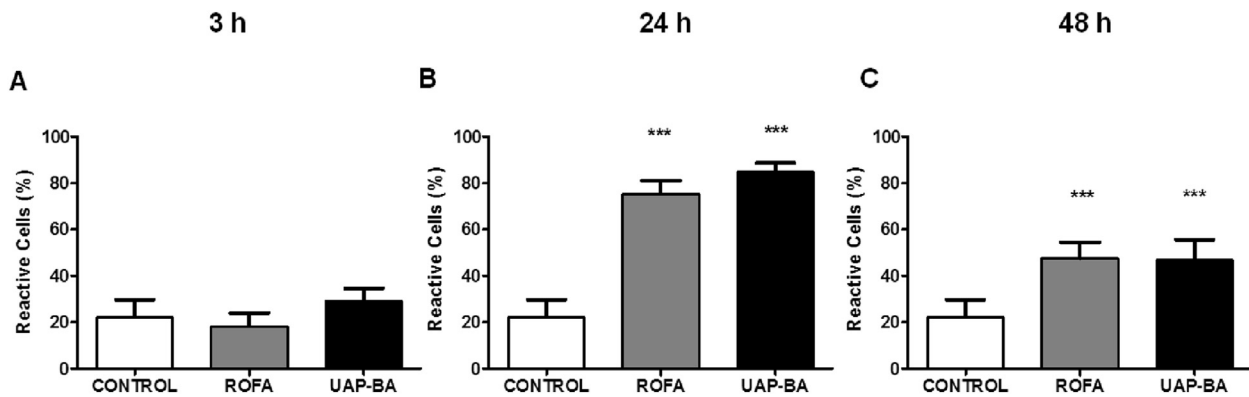 3 h
24 h
48 h
A
B
C
Reactive Cells (%)
100
80
60
40
20
0
CONTROL
ROFA
UAP-BA
Reactive Cells (%)
100
80
60
40
20
0
***
***
CONTROL
ROFA
UAP-BA
Reactive Cells (%)
100
80
60
40
20
0
***
***
CONTROL
ROFA
UAP-BA